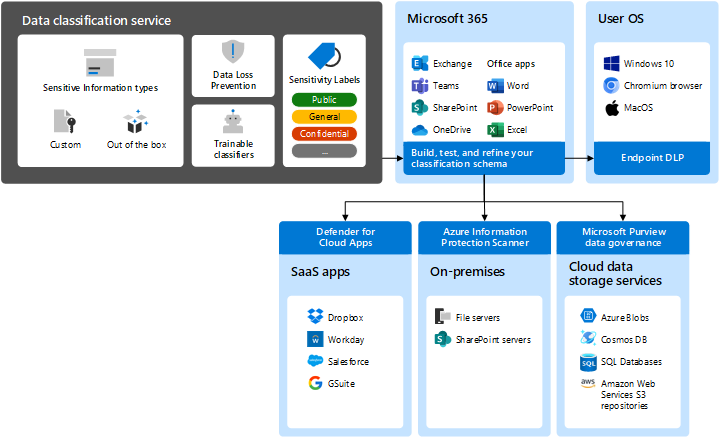 Data classification service
Sensitive Information types
Custom
Out of the box
Data Loss
Prevention
Trainable
classifiers
Sensitivity Labels
Public
General
Confidential
...
Microsoft 365
Exchange
Teams
SharePoint
OneDrive
Office apps
Word
PowerPoint
Excel
Build, test, and refine your
classification schema
User OS
Windows 10
Chromium browser
MacOS
Endpoint DLP
Defender for
Cloud Apps
SaaS apps
Dropbox
Workday
Salesforce
GSuite
Azure Information
Protection Scanner
On-premises
File servers
SharePoint servers
Microsoft Purview
data governance
Cloud data
storage services
Azure Blobs
Cosmos DB
SQL
SQL Databases
aws
Amazon Web
Services S3
repositories